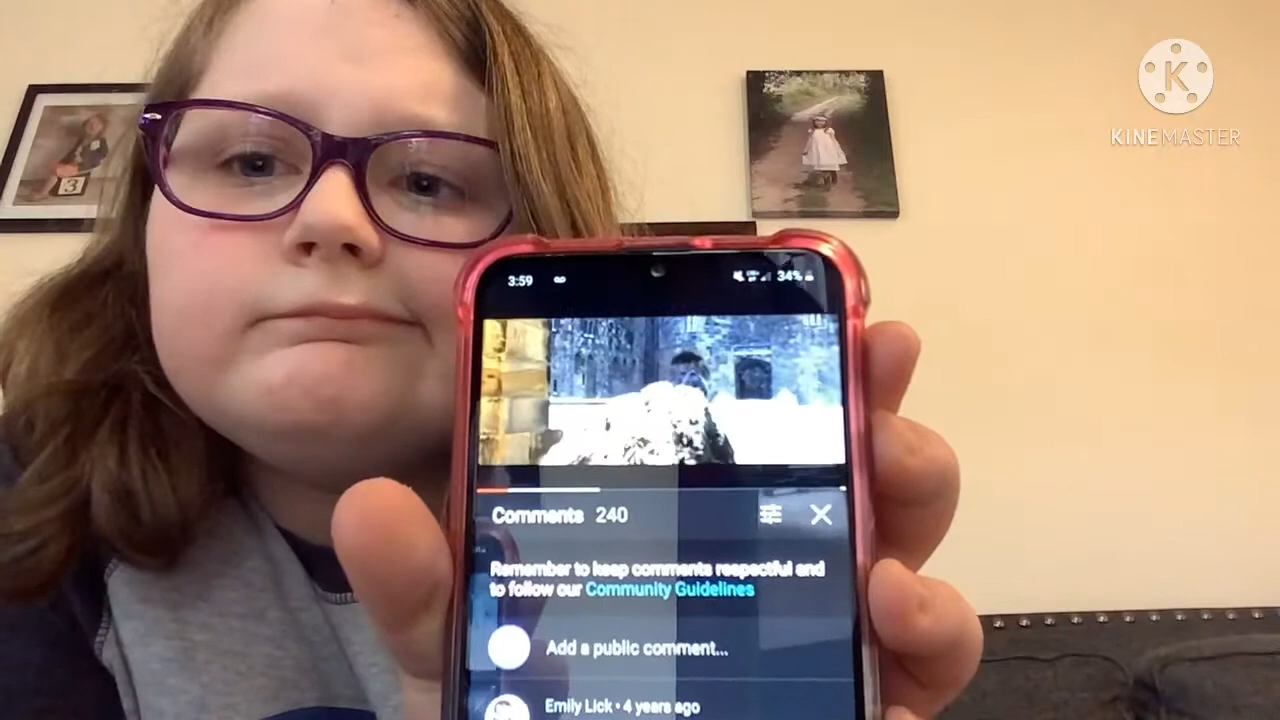 3
KINEMASTER
3:59
34%
Comments 240
Remember to keep comments respectful and
to follow our Community Guidelines
Add a public comment...
Emily Lick • 4 years ago